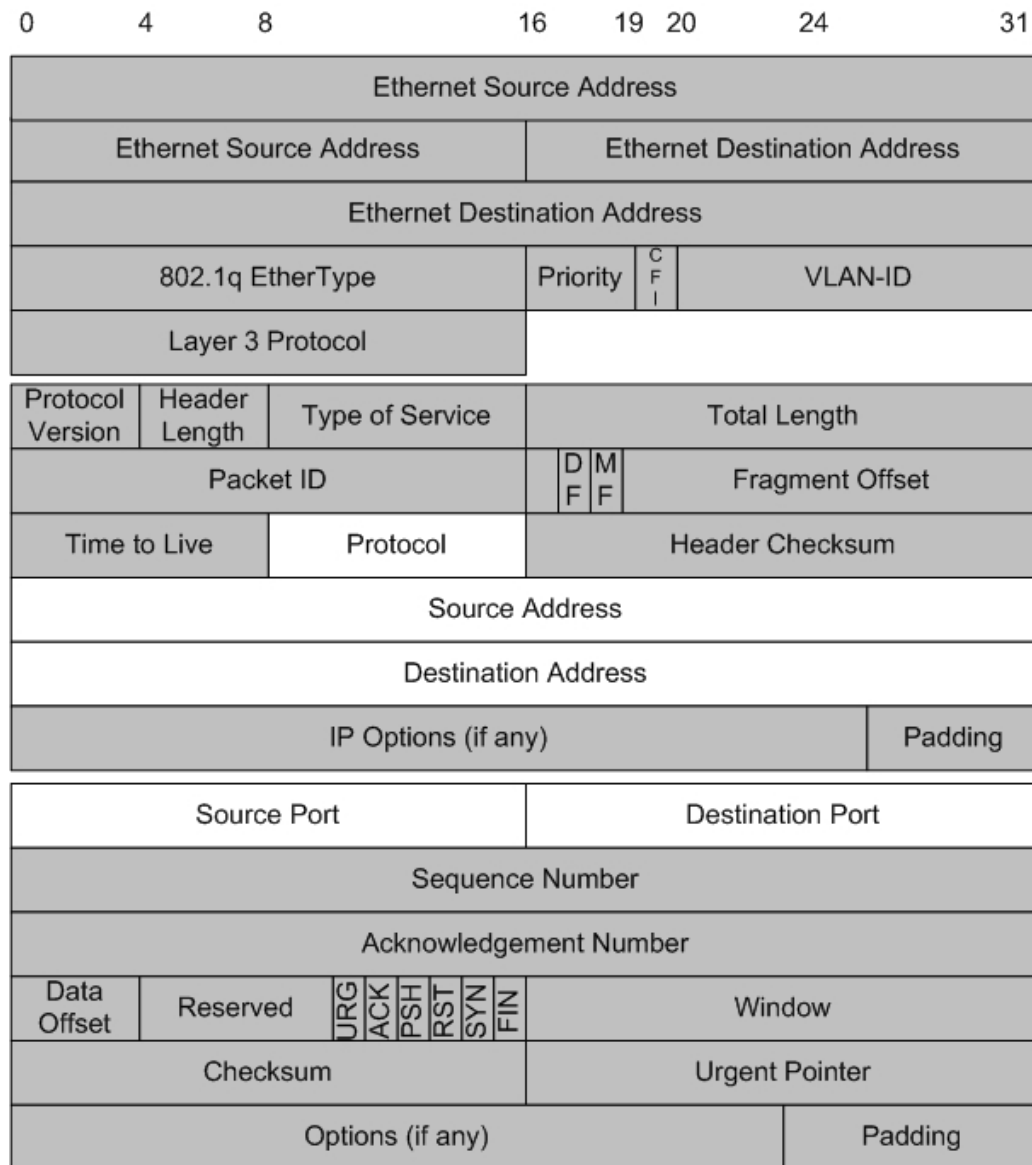 0 4 8 16 19 20 24 31
Ethernet Source Address
Ethernet Source Address Ethernet Destination Address
Ethernet Destination Address
802.1q EtherType Priority CFI VLAN-ID
Layer 3 Protocol
Protocol Version Header Length Type of Service Total Length
Packet ID DF MF Fragment Offset
Time to Live Protocol Header Checksum
Source Address
Destination Address
IP Options (if any) Padding
Source Port Destination Port
Sequence Number
Acknowledgement Number
Data Offset Reserved URG ACK PSH RST SYN FIN Window
Checksum Urgent Pointer
Options (if any) Padding